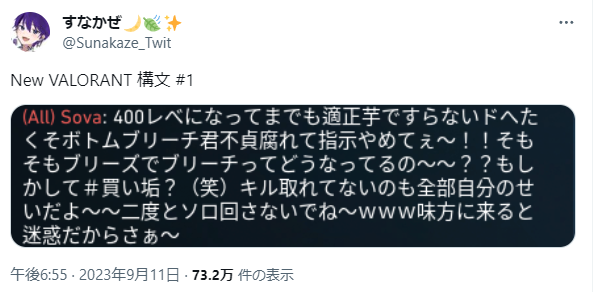 すなかぜ🌙🍃✨
@Sunakaze_Twit
New VALORANT 構文 #1
(All) Sova: 400レベになってまでも適正芋ですらないドへた
くそボトムブリーチ君不貞腐れて指示やめてぇ〜！！そも
そもブリーズでブリーチってどうなってるの〜〜？？もし
かして＃買い垢？（笑）キル取れてないのも全部自分のせ
いだよ〜〜二度とソロ回さないでね〜ｗｗｗ味方に来ると
迷惑だからさぁ〜
午後6:55 · 2023年9月11日 · 73.2万 件の表示